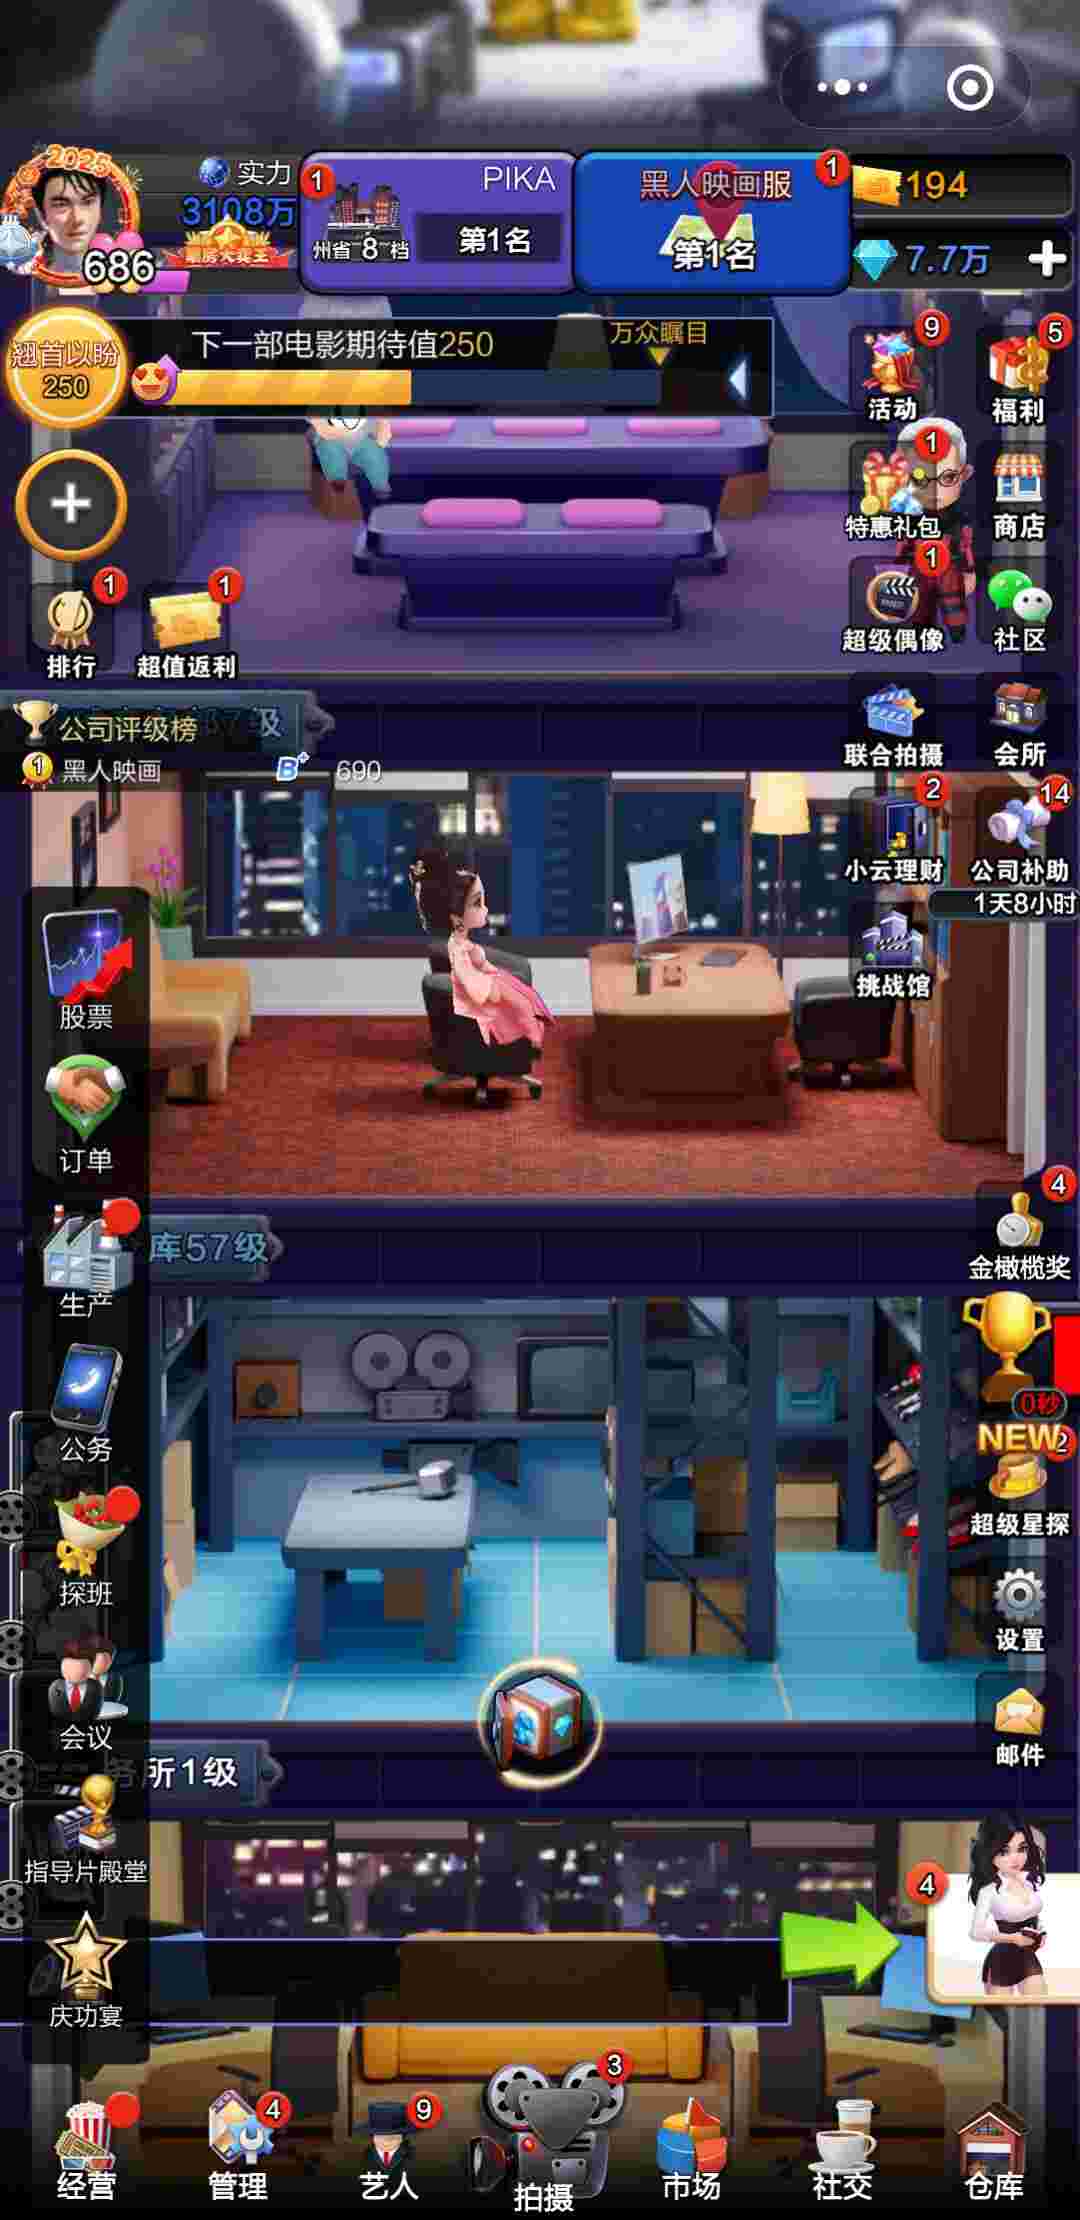 2025
实力
3108万
票房大卖王
686
1
PIKA
州省 8 档
第1名
黑人映画服
1
第1名
194
7.7万
翘首以盼
250
下一部电影期待值250
万众瞩目
9
活动
5
福利
1
特惠礼包
商店
1
排行
1
超值返利
1
超级偶像
社区
7级
公司评级榜
1
黑人映画
B+
690
联合拍摄
会所
2
小云理财
14
公司补助
1天8小时
挑战馆
股票
订单
生产
库57级
4
金橄榄奖
0秒
NEW
2
超级星探
公务
探班
设置
会议
邮件
务所1级
指导片殿堂
4
庆功宴
经营
4
管理
9
艺人
3
拍摄
市场
社交
仓库